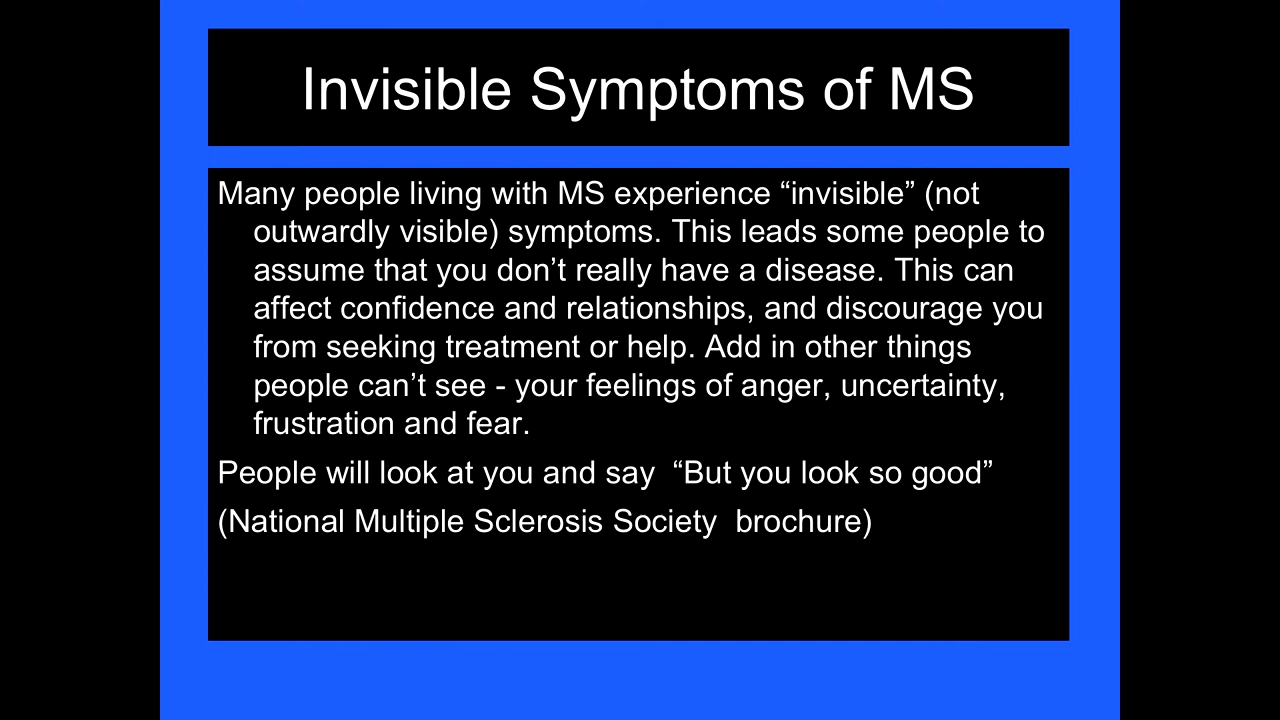 Invisible Symptoms of MS
Many people living with MS experience “invisible” (not
outwardly visible) symptoms. This leads some people to
assume that you don’t really have a disease. This can
affect confidence and relationships, and discourage you
from seeking treatment or help. Add in other things
people can’t see - your feelings of anger, uncertainty,
frustration and fear.
People will look at you and say  “But you look so good”
(National Multiple Sclerosis Society  brochure)